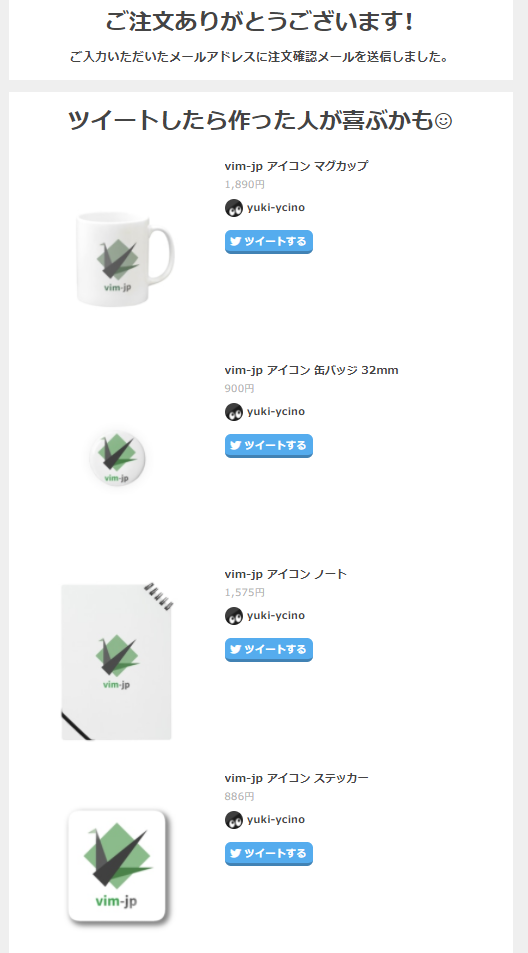 ご注文ありがとうございます!
ご入力いただいたメールアドレスに注文確認メールを送信しました。
ツイートしたら作った人が喜ぶかも☺
vim-jp アイコン マグカップ
1,890円
yuki-ycino
ツイートする
vim-jp
vim-jp アイコン 缶バッジ 32mm
900円
yuki-ycino
ツイートする
vim-jp
vim-jp アイコン ノート
1,575円
yuki-ycino
ツイートする
vim-jp
vim-jp アイコン ステッカー
886円
yuki-ycino
ツイートする
vim-jp